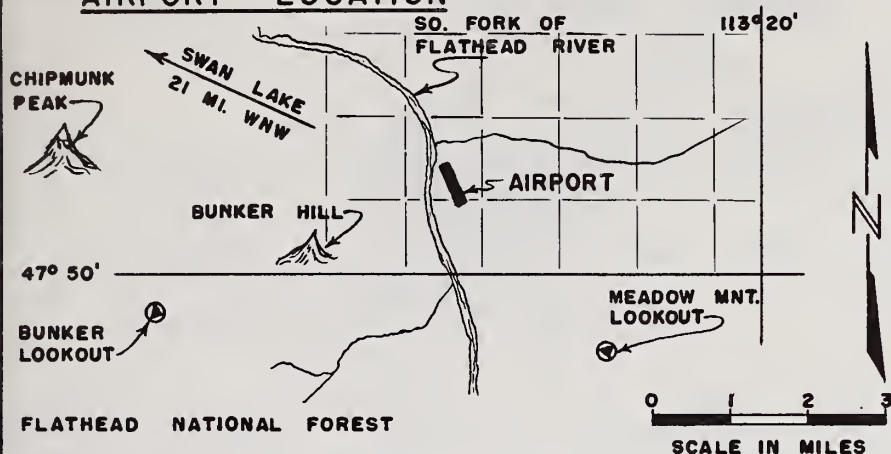 AIRPORT LOCATION
SO. FORK OF
FLATHEAD RIVER
113° 20'
SWAN LAKE
21 MI. WNW
CHIPMUNK
PEAK
AIRPORT
BUNKER HILL
N
47° 50'
BUNKER
LOOKOUT
MEADOW MNT.
LOOKOUT
FLATHEAD NATIONAL FOREST
0 1 2 3
SCALE IN MILES